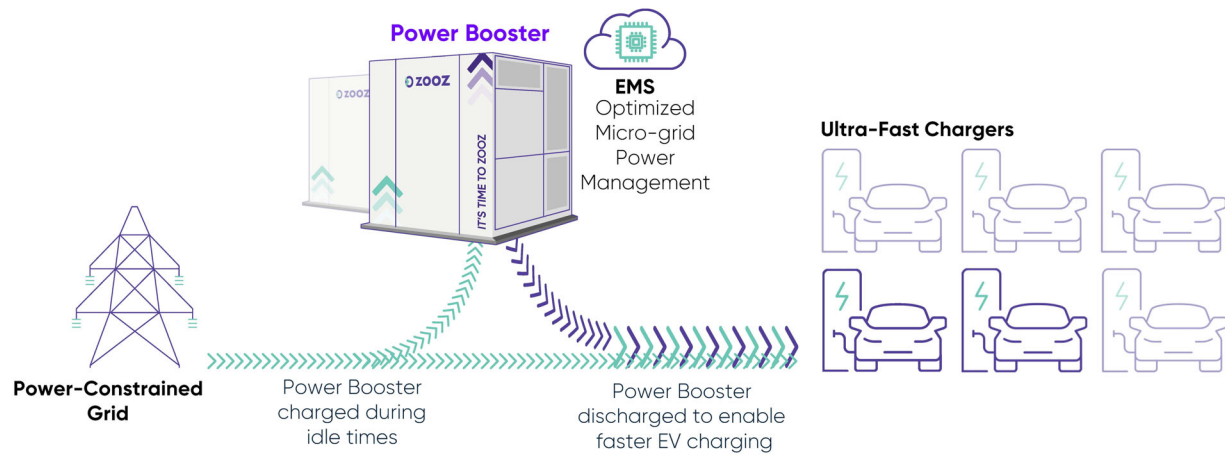 Power Booster
ZOOZ
ZOOZ
IT'S TIME TO ZOOZ
EMS
Optimized
Micro-grid
Power
Management
Ultra-Fast Chargers
Power-Constrained
Grid
Power Booster
charged during
idle times
Power Booster
discharged to enable
faster EV charging